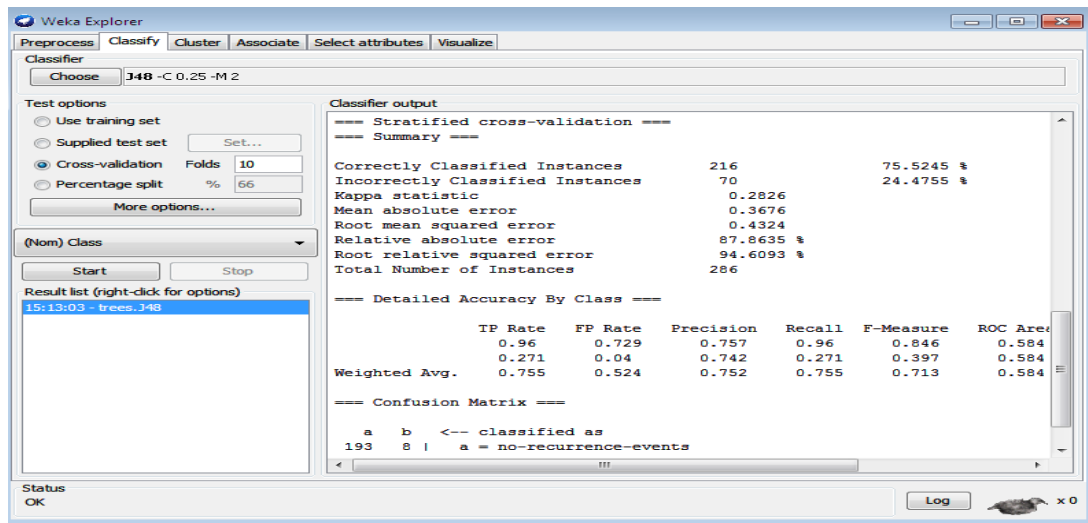 Weka Explorer
Preprocess Classify Cluster Associate Select attributes Visualize
Classifier
Choose J48 -C 0.25 -M 2
Test options
Use training set
Supplied test set Set...
Cross-validation Folds 10
Percentage split % 66
More options...
(Nom) Class
Start Stop
Result list (right-click for options)
15:13:03 - trees.J48
Classifier output
=== Stratified cross-validation ===
=== Summary ===
Correctly Classified Instances 216 75.5245 %
Incorrectly Classified Instances 70 24.4755 %
Kappa statistic 0.2826
Mean absolute error 0.3676
Root mean squared error 0.4324
Relative absolute error 87.8635 %
Root relative squared error 94.6093 %
Total Number of Instances 286
=== Detailed Accuracy By Class ===
TP Rate FP Rate Precision Recall F-Measure ROC Area
0.96 0.729 0.757 0.96 0.846 0.584
0.271 0.04 0.742 0.271 0.397 0.584
Weighted Avg. 0.755 0.524 0.752 0.755 0.713 0.584
=== Confusion Matrix ===
a b <-- classified as
193 8 | a = no-recurrence-events
Status
OK
Log
x 0